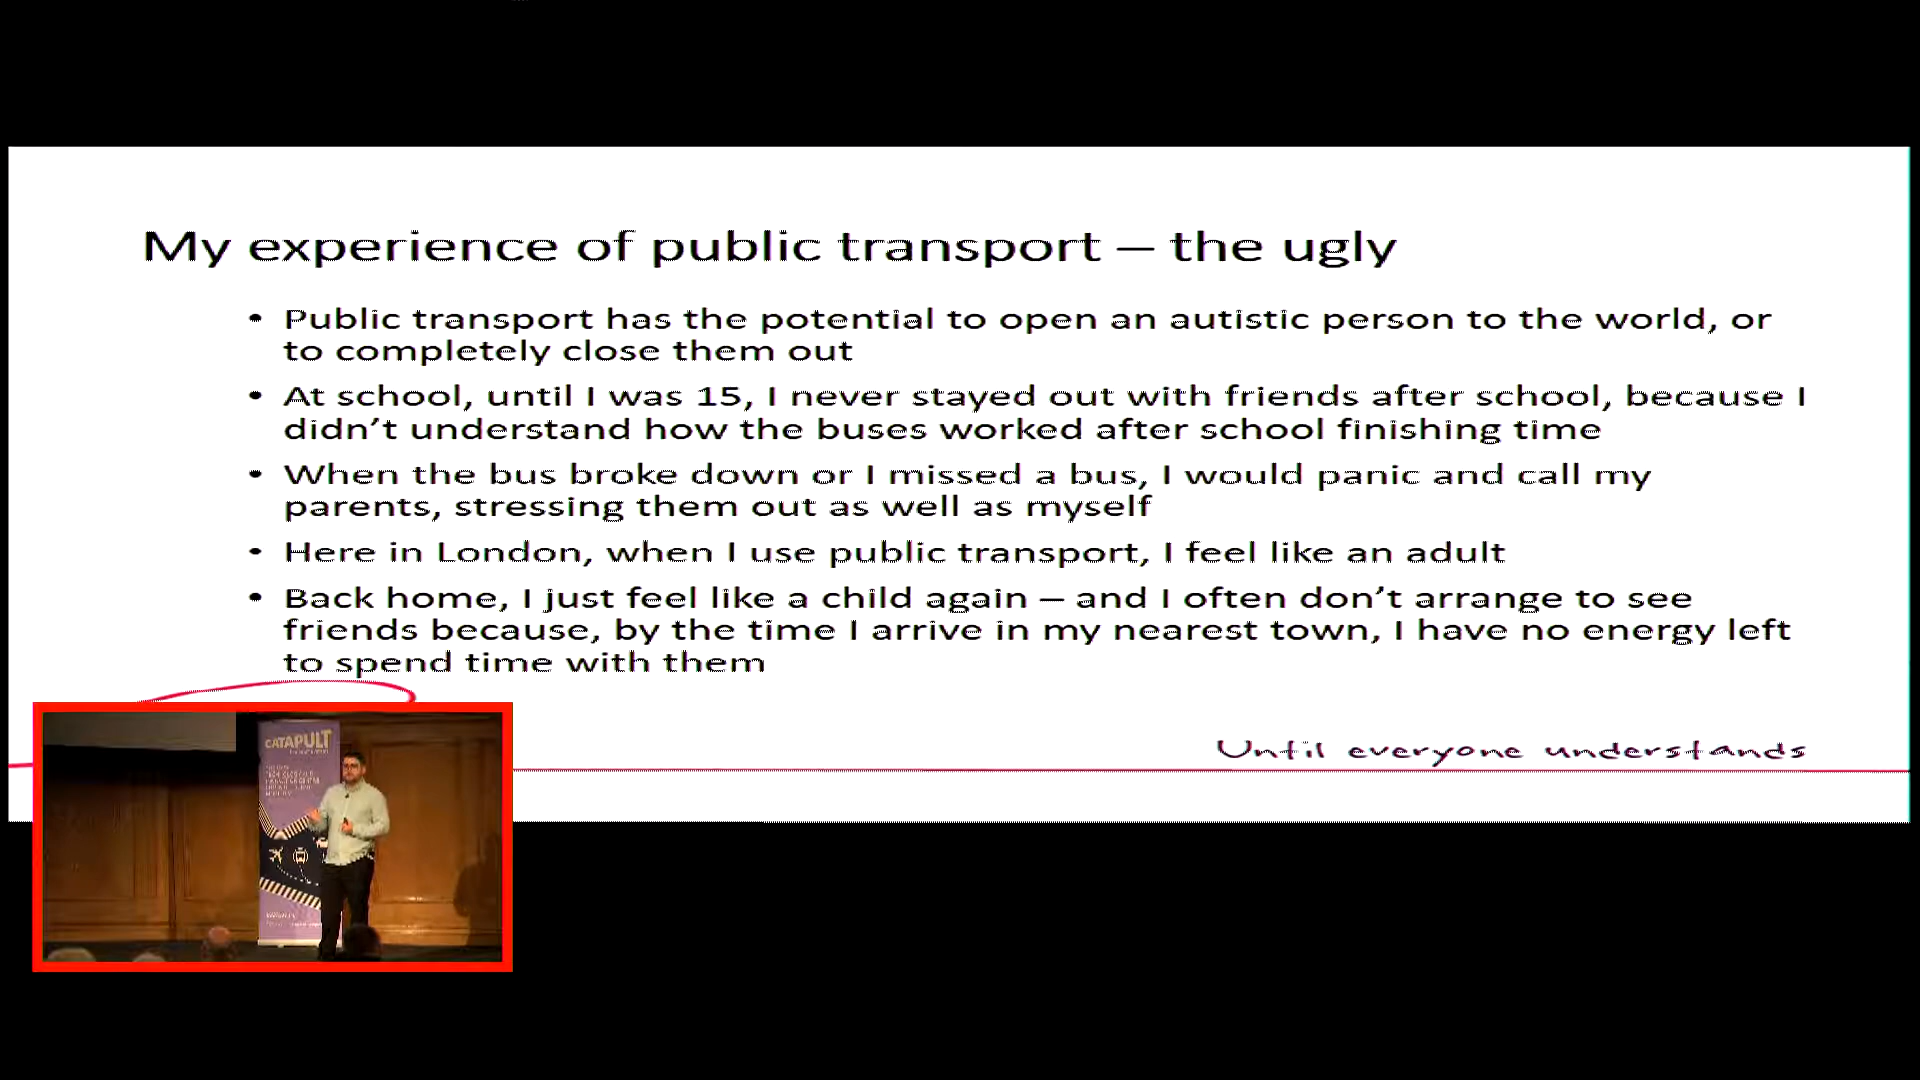 My experience of public transport – the ugly
• Public transport has the potential to open an autistic person to the world, or
to completely close them out
• At school, until I was 15, I never stayed out with friends after school, because I
didn’t understand how the buses worked after school finishing time
• When the bus broke down or I missed a bus, I would panic and call my
parents, stressing them out as well as myself
• Here in London, when I use public transport, I feel like an adult
• Back home, I just feel like a child again – and I often don’t arrange to see
friends because, by the time I arrive in my nearest town, I have no energy left
to spend time with them
Until everyone understands
CATAPULT